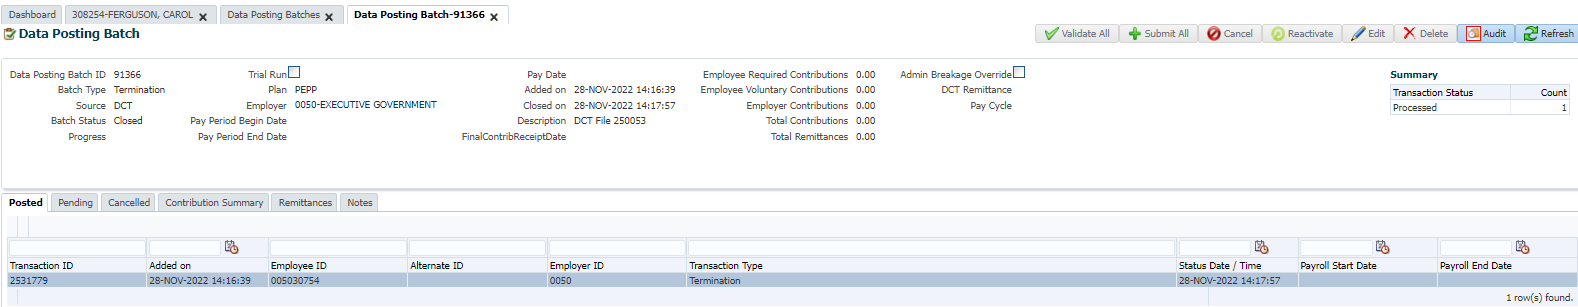 Dashboard 308254-FERGUSON, CAROL Data Posting Batches Data Posting Batch-91366
Data Posting Batch Validate All Submit All Cancel Reactivate Edit Delete Audit Refresh
Data Posting Batch ID 91366 Trial Run Pay Date Employee Required Contributions 0.00 Admin Breakage Override Summary
Batch Type Termination Plan PEPP Added on 28-NOV-2022 14:16:39 Employee Voluntary Contributions 0.00 DCT Remittance Transaction Status Count
Source DCT Employer 0050-EXECUTIVE GOVERNMENT Closed on 28-NOV-2022 14:17:57 Employer Contributions 0.00 Pay Cycle Processed 1
Batch Status Closed Pay Period Begin Date Description DCT File 250053 Total Contributions 0.00
Progress Pay Period End Date FinalContribReceiptDate Total Remittances 0.00
Posted Pending Cancelled Contribution Summary Remittances Notes
Transaction ID Added on Employee ID Alternate ID Employer ID Transaction Type Status Date / Time Payroll Start Date Payroll End Date
2531779 28-NOV-2022 14:16:39 005030754 0050 Termination 28-NOV-2022 14:17:57
1 row(s) found.